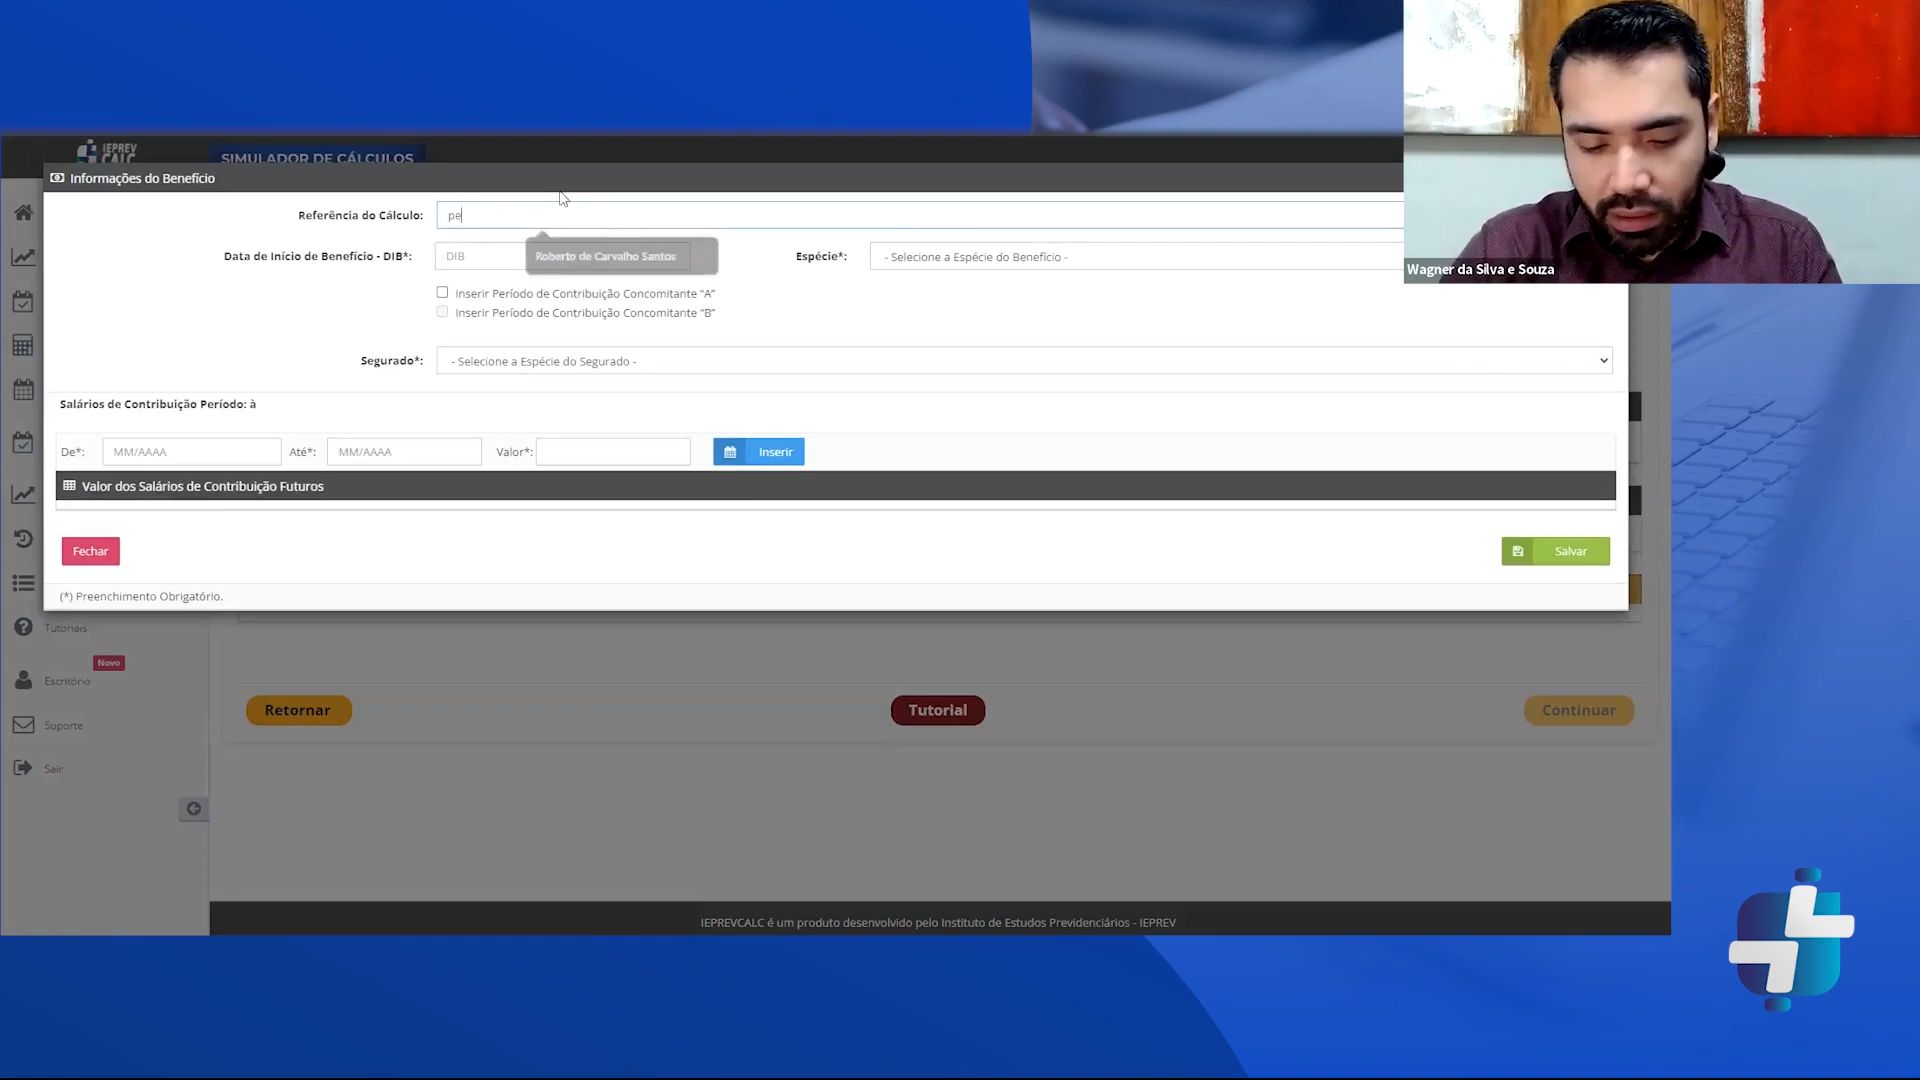 IEPREV
CALC
SIMULADOR DE CÁLCULOS
Informações do Benefício
Referência do Cálculo:
pe
Data de Início de Benefício - DIB*:
DIB
Roberto de Carvalho Santos
Espécie*:
- Selecione a Espécie do Benefício -
Wagner da Silva e Souza
Inserir Período de Contribuição Concomitante "A"
Inserir Período de Contribuição Concomitante "B"
Segurado*:
- Selecione a Espécie do Segurado -
Salários de Contribuição Período: à
De*:
MM/AAAA
Até*:
MM/AAAA
Valor*:
Inserir
Valor dos Salários de Contribuição Futuros
Fechar
Salvar
(*) Preenchimento Obrigatório.
Tutoriais
Novo
Escritório
Suporte
Sair
Retornar
Tutorial
Continuar
IEPREVCALC é um produto desenvolvido pelo Instituto de Estudos Previdenciários - IEPREV